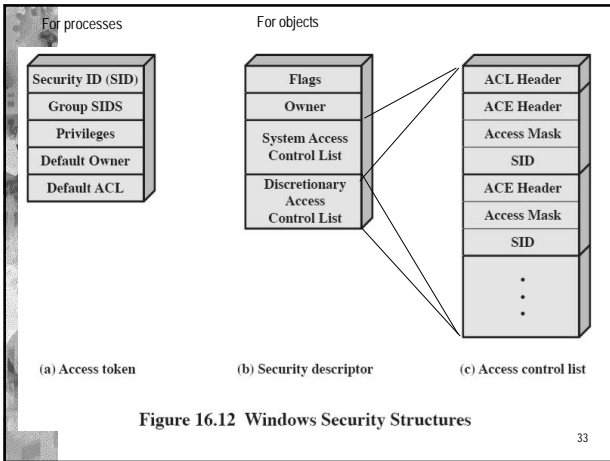 For processes
For objects
Security ID (SID)
Group SIDS
Privileges
Default Owner
Default ACL
Flags
Owner
System Access
Control List
Discretionary
Access
Control List
ACL Header
ACE Header
Access Mask
SID
ACE Header
Access Mask
SID
(a) Access token
(b) Security descriptor
(c) Access control list
Figure 16.12 Windows Security Structures
33